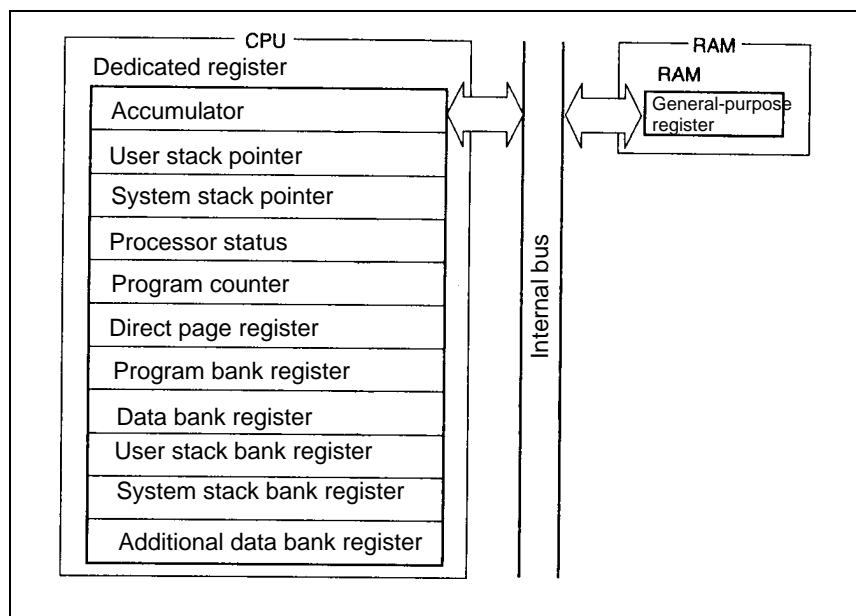 CPU
Dedicated register
Accumulator
User stack pointer
System stack pointer
Processor status
Program counter
Direct page register
Program bank register
Data bank register
User stack bank register
System stack bank register
Additional data bank register
Internal bus
RAM
RAM
General-purpose
register